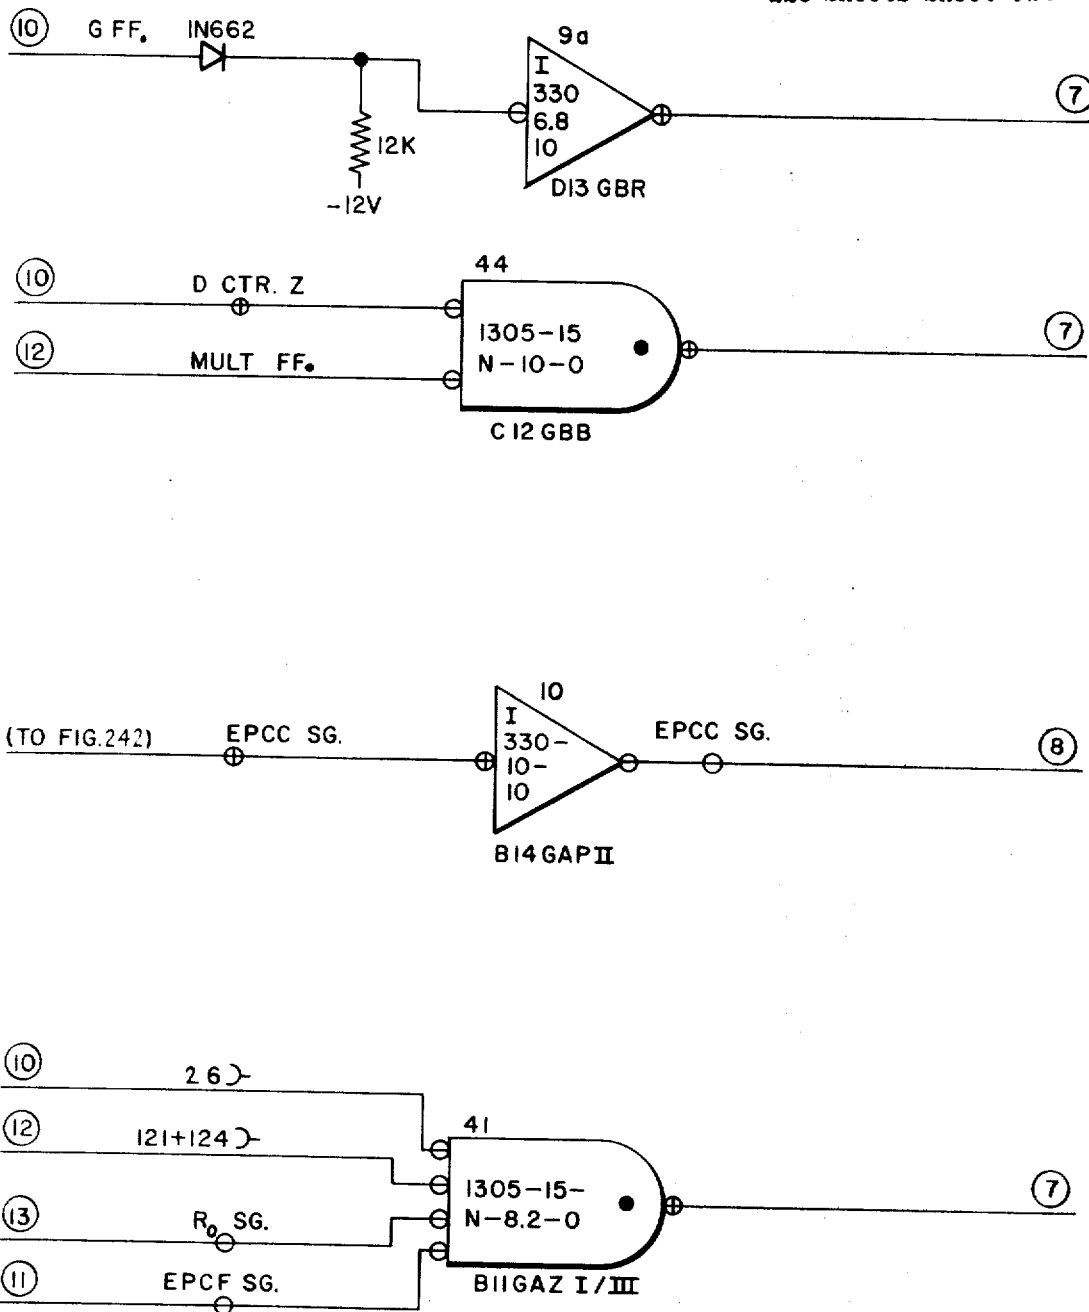 ⑩ G FF. IN662
9a
I
330
6.8
10
⑦
12K
-12V
D13 GBR
⑩ D CTR. Z
44
1305-15
N-10-0
⑦
⑫ MULT FF.
C12 GBB
(TO FIG.242) EPCC SG.
10
I
330-
10-
10
EPCC SG. ⑧
B14 GAP II
⑩ 26
41
⑫ 121+124
1305-15-
N-8.2-0
⑦
⑬ R₀ SG.
⑪ EPCF SG.
B11GAZ I/III